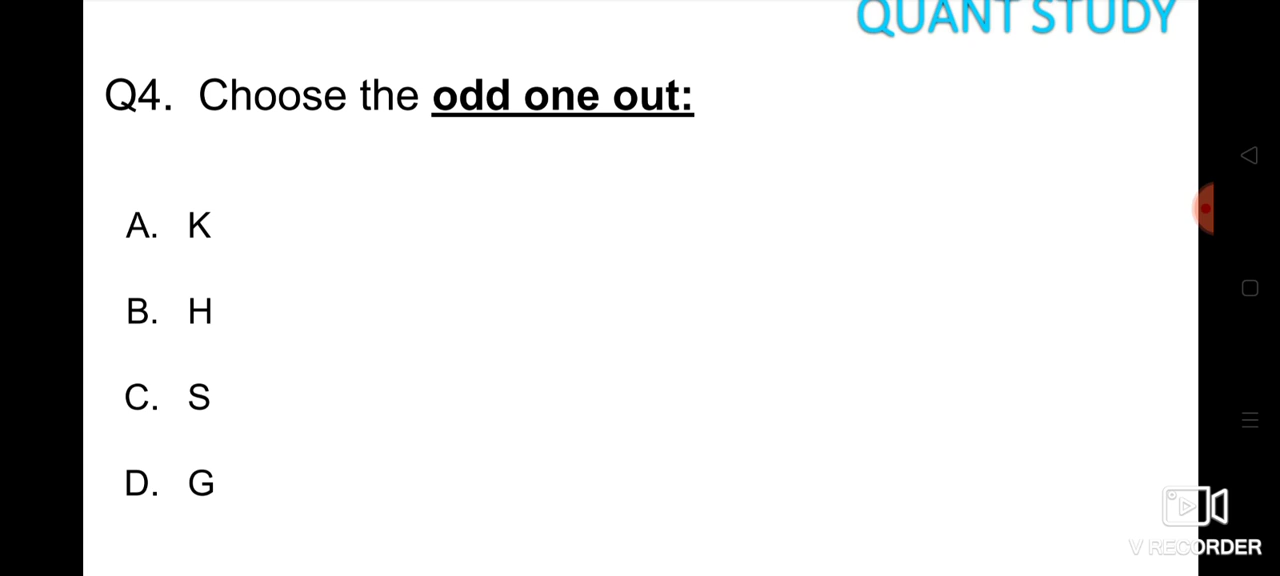 QUANT STUDY
Q4. Choose the odd one out:
A. K
B. H
C. S
D. G
V RECORDER